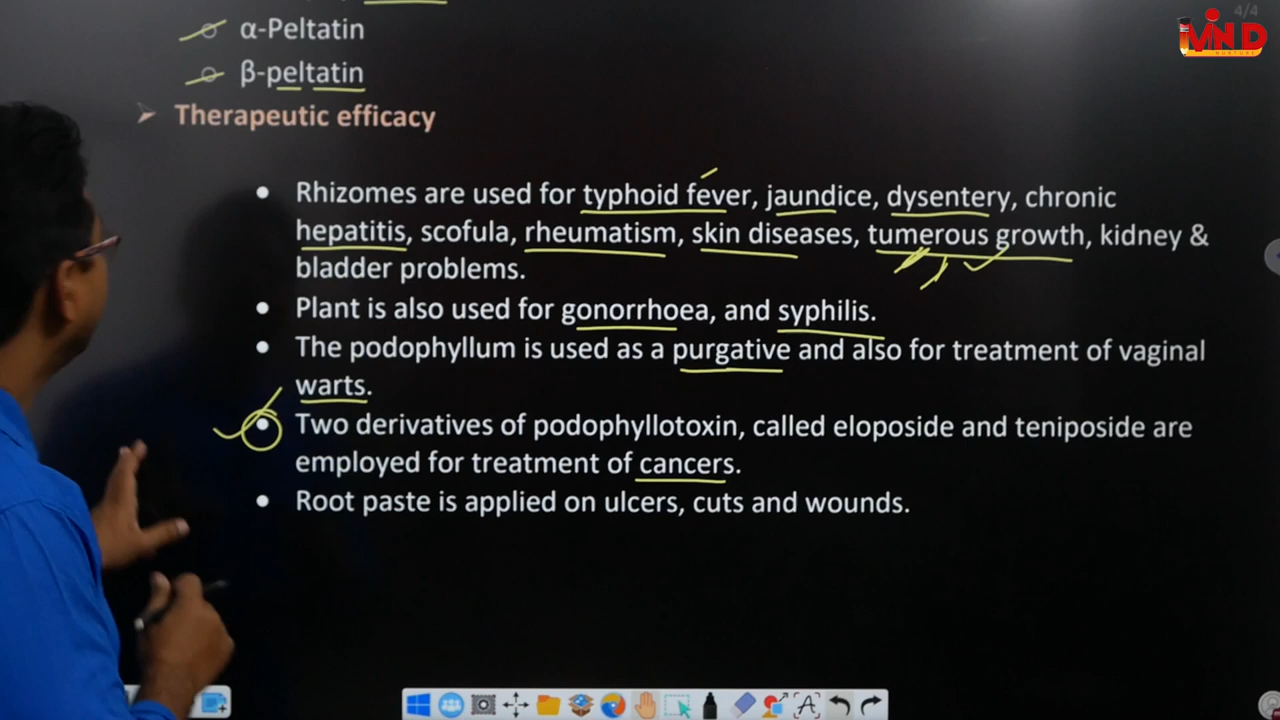 4/4
MIND
α-Peltatin
β-peltatin
Therapeutic efficacy
Rhizomes are used for typhoid fever, jaundice, dysentery, chronic
hepatitis, scofula, rheumatism, skin diseases, tumerous growth, kidney &
bladder problems.
Plant is also used for gonorrhoea, and syphilis.
The podophyllum is used as a purgative and also for treatment of vaginal
warts.
Two derivatives of podophyllotoxin, called eloposide and teniposide are
employed for treatment of cancers.
Root paste is applied on ulcers, cuts and wounds.